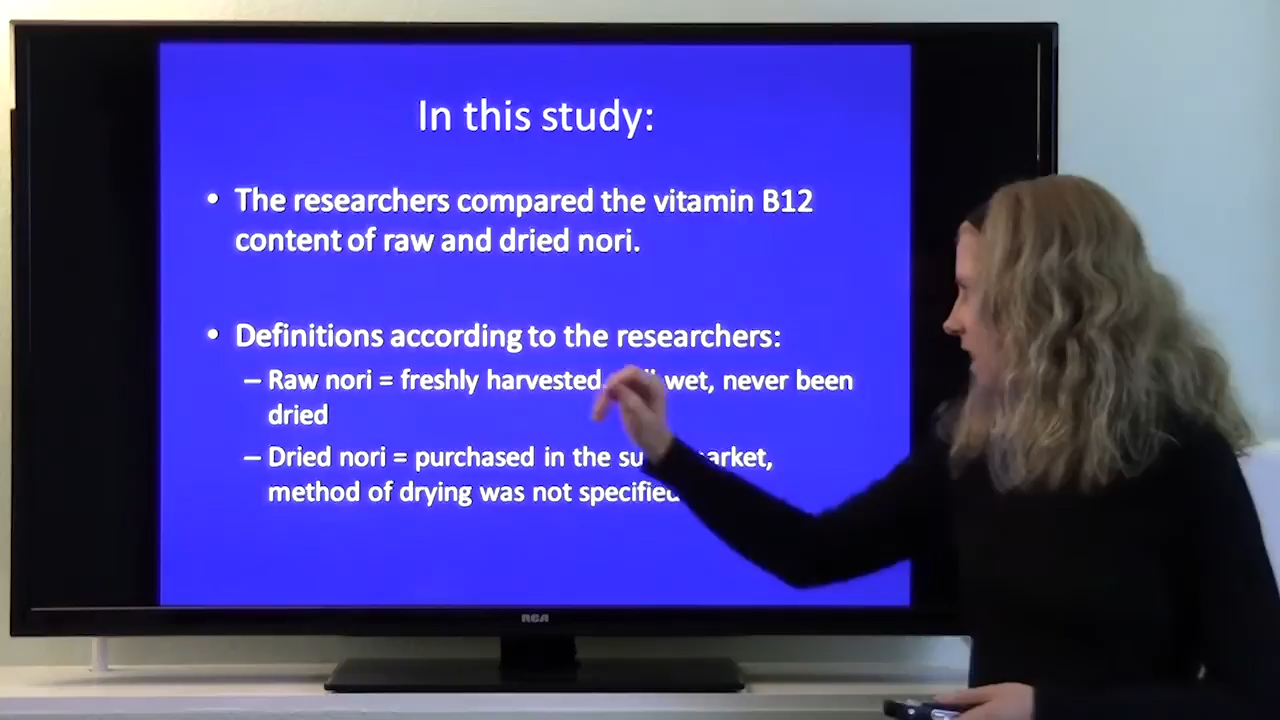 In this study:
• The researchers compared the vitamin B12
content of raw and dried nori.
• Definitions according to the researchers:
– Raw nori = freshly harvested, wet, never been
dried
– Dried nori = purchased in the
method of drying was not specified
RCA